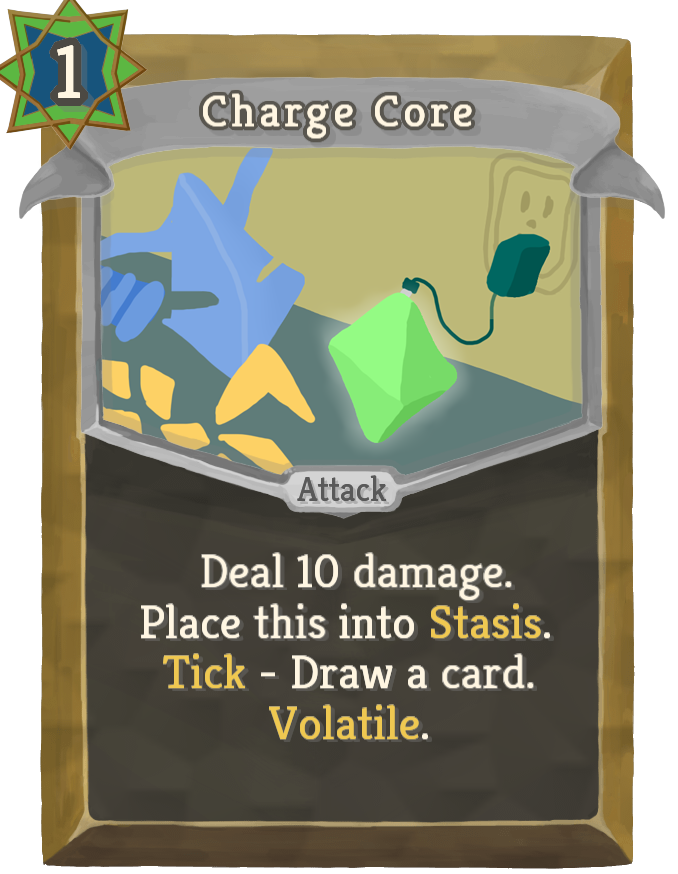 1
Charge Core
Attack
Deal 10 damage.
Place this into Stasis.
Tick - Draw a card.
Volatile.